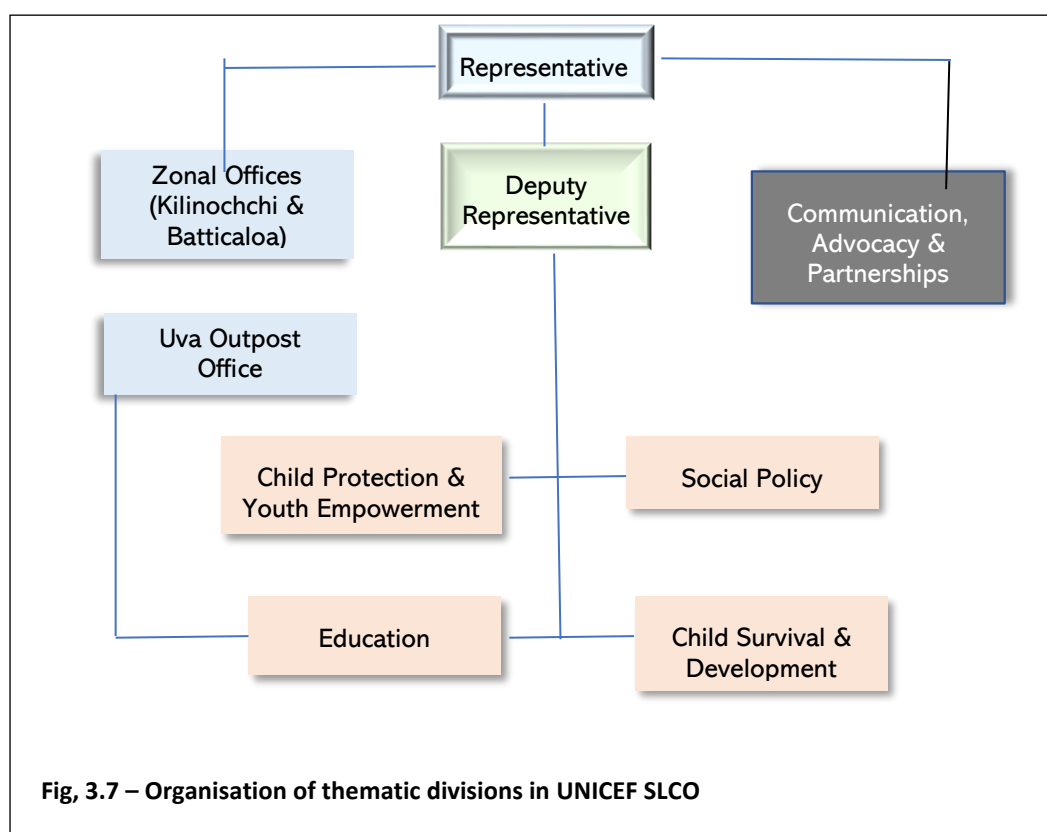 Representative
Zonal Offices
(Kilinochchi &
Batticaloa)
Deputy
Representative
Communication,
Advocacy &
Partnerships
Uva Outpost
Office
Child Protection &
Youth Empowerment
Social Policy
Education
Child Survival &
Development
Fig, 3.7 – Organisation of thematic divisions in UNICEF SLCO